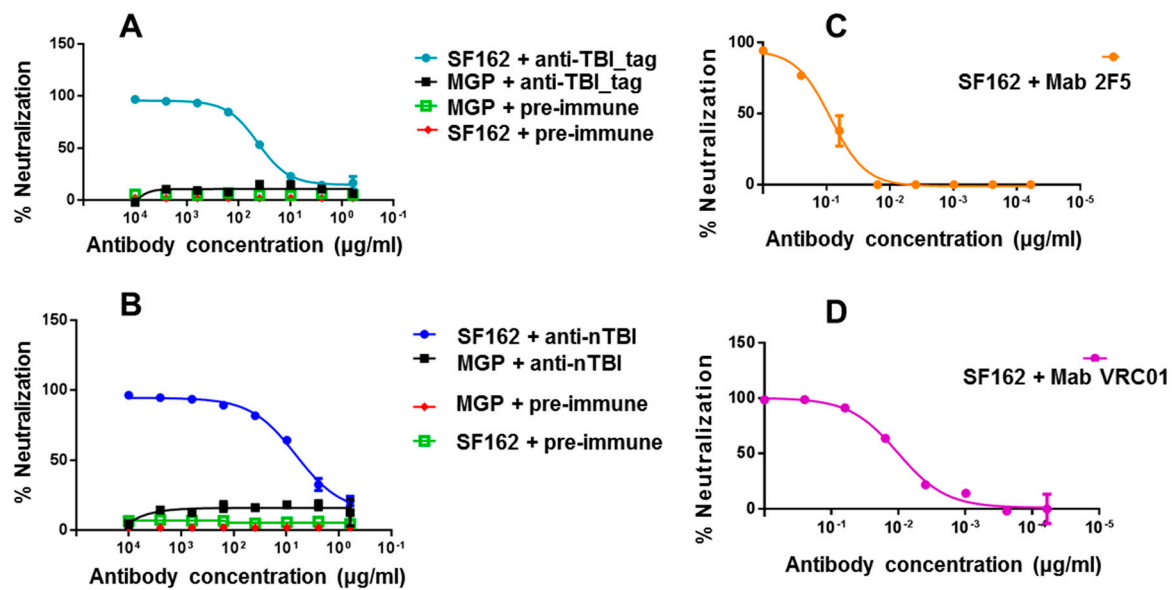 A
150
100
50
0
% Neutralization
10⁴ 10³ 10² 10¹ 10⁰ 10⁻¹
Antibody concentration (µg/ml)
SF162 + anti-TBI_tag
MGP + anti-TBI_tag
MGP + pre-immune
SF162 + pre-immune
B
150
100
50
0
% Neutralization
10⁴ 10³ 10² 10¹ 10⁰ 10⁻¹
Antibody concentration (µg/ml)
SF162 + anti-nTBI
MGP + anti-nTBI
MGP + pre-immune
SF162 + pre-immune
C
100
50
0
% Neutralization
10⁻¹ 10⁻² 10⁻³ 10⁻⁴ 10⁻⁵
Antibody concentration (µg/ml)
SF162 + Mab 2F5
D
150
100
50
0
% Neutralization
10⁻¹ 10⁻² 10⁻³ 10⁻⁴ 10⁻⁵
Antibody concentration (µg/ml)
SF162 + Mab VRC01